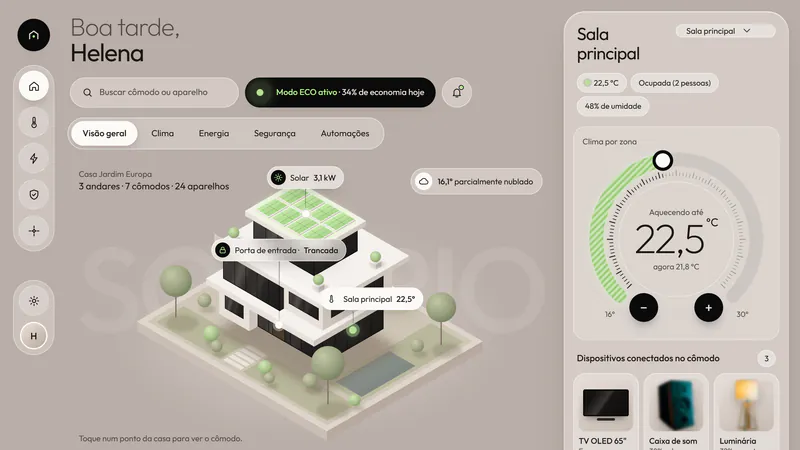 Boa tarde,
Helena
Buscar cômodo ou aparelho
Modo ECO ativo · 34% de economia hoje
Visão geral
Clima
Energia
Segurança
Automações
Casa Jardim Europa
3 andares · 7 cômodos · 24 aparelhos
Solar 3,1 kW
16,1° parcialmente nublado
Porta de entrada · Trancada
Sala principal 22,5°
H
Toque num ponto da casa para ver o cômodo.
Sala
principal
Sala principal
22,5 °C
Ocupada (2 pessoas)
48% de umidade
Clima por zona
Aquecendo até
22,5 °C
agora 21,8 °C
16°
30°
Dispositivos conectados no cômodo
3
TV OLED 65"
Caixa de som
Luminária